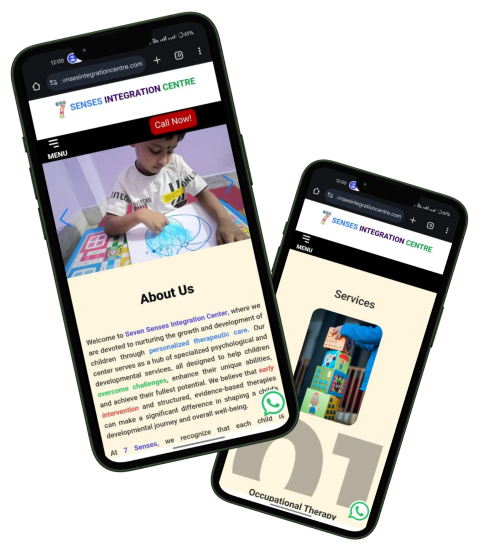 12:00
61%
onsesintegrationcentre.com
7 SENSES INTEGRATION CENTRE
Call Now!
MENU
About Us
Welcome to Seven Senses Integration Center, where we
are devoted to nurturing the growth and development of
children through personalized therapeutic care. Our
center serves as a hub of specialized psychological and
developmental services, all designed to help children
overcome challenges, enhance their unique abilities,
and achieve their fullest potential. We believe that early
intervention and structured, evidence-based therapies
can make a significant difference in shaping a child's
developmental journey and overall well-being.
At 7 Senses, we recognize that each child is
12:00
61%
onsesintegrationcentre.com
7 SENSES INTEGRATION CENTRE
MENU
Services
01
Occupational Therapy